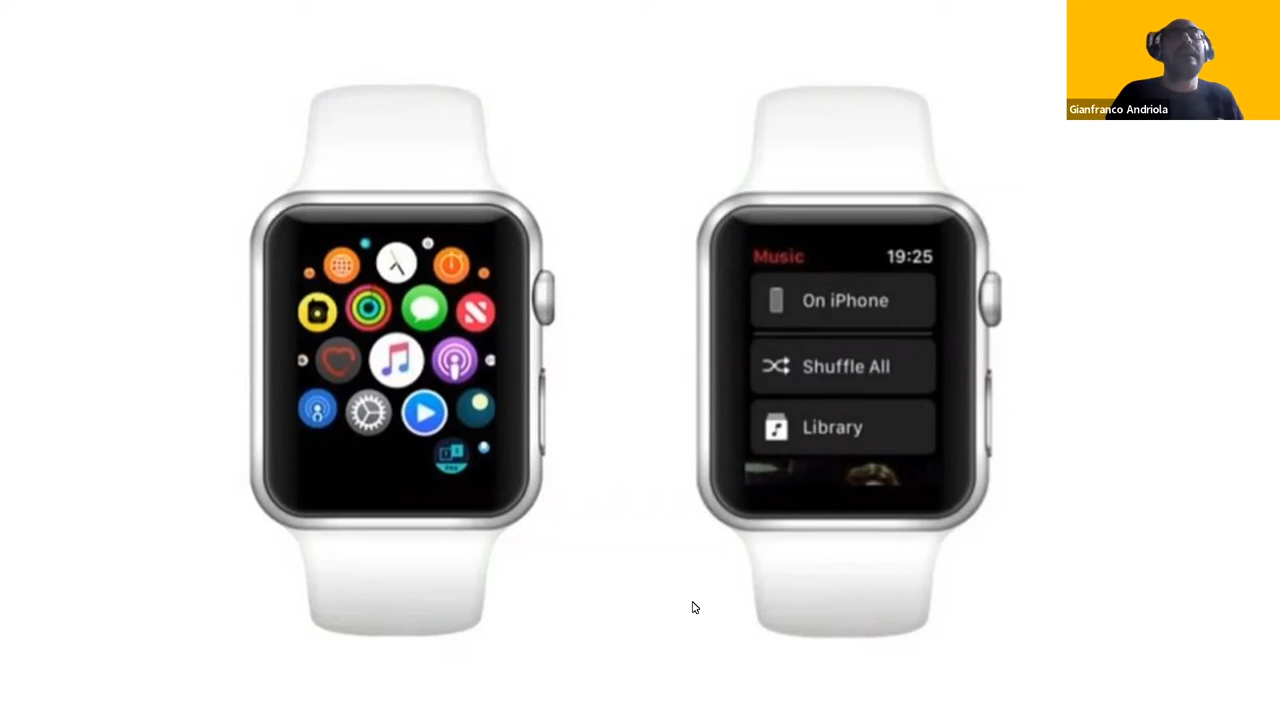 Gianfranco Andriola
Music 19:25
On iPhone
Shuffle All
Library